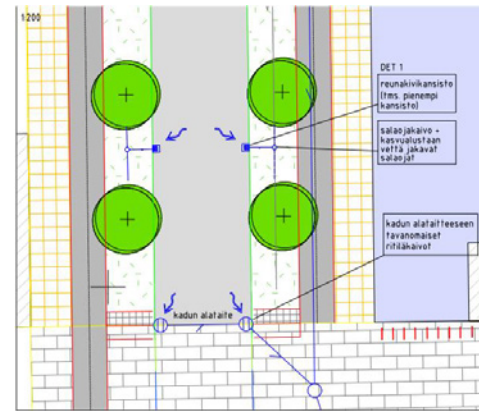 1:200
DET 1
reunakivikansisto
(tms. pienempi
kansisto)
salaojakaivo +
kasvualustaan
vettä jakavat
salaojat
kadun alataitteeseen
tavanomaiset
ritiläkaivot
kadun alataite